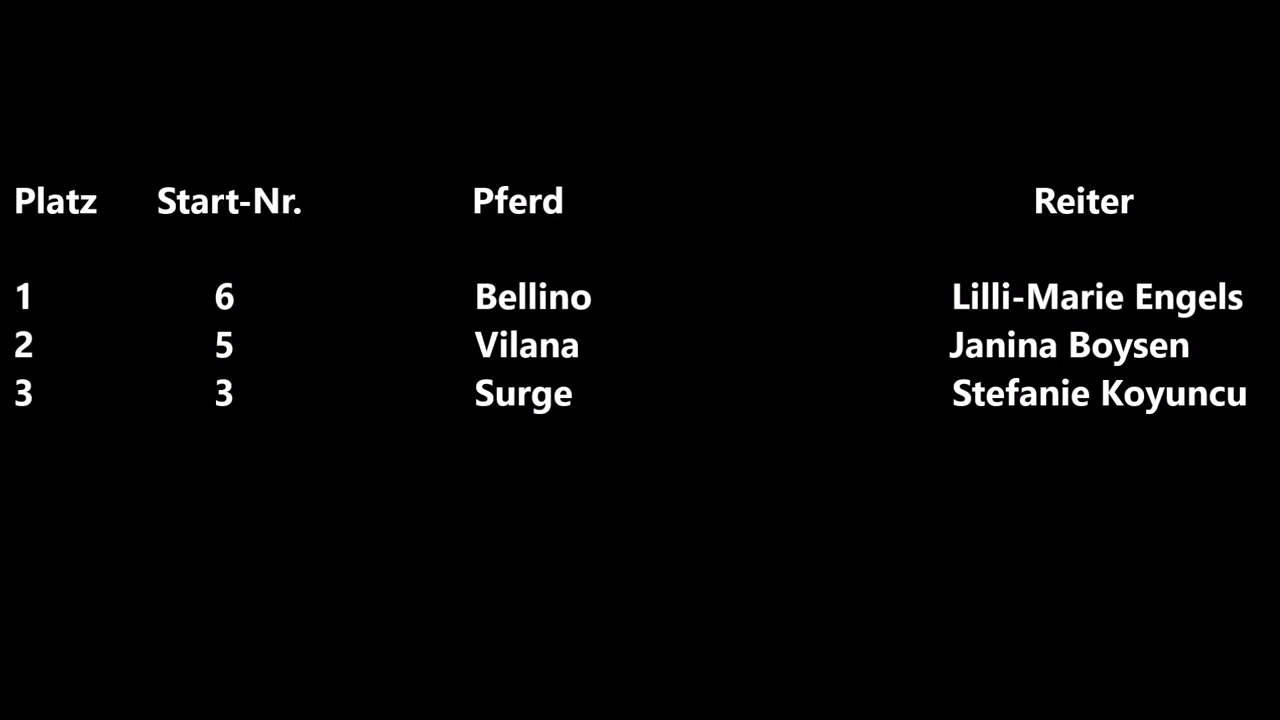 Platz Start-Nr. Pferd Reiter
1 6 Bellino Lilli-Marie Engels
2 5 Vilana Janina Boysen
3 3 Surge Stefanie Koyuncu